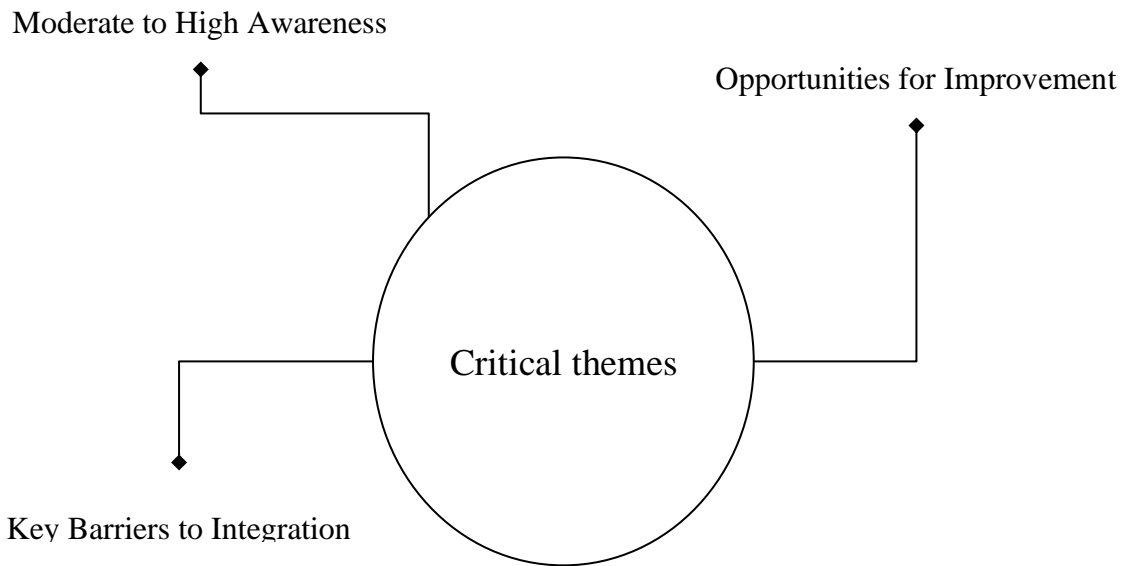 Moderate to High Awareness
Opportunities for Improvement
Critical themes
Key Barriers to Integration